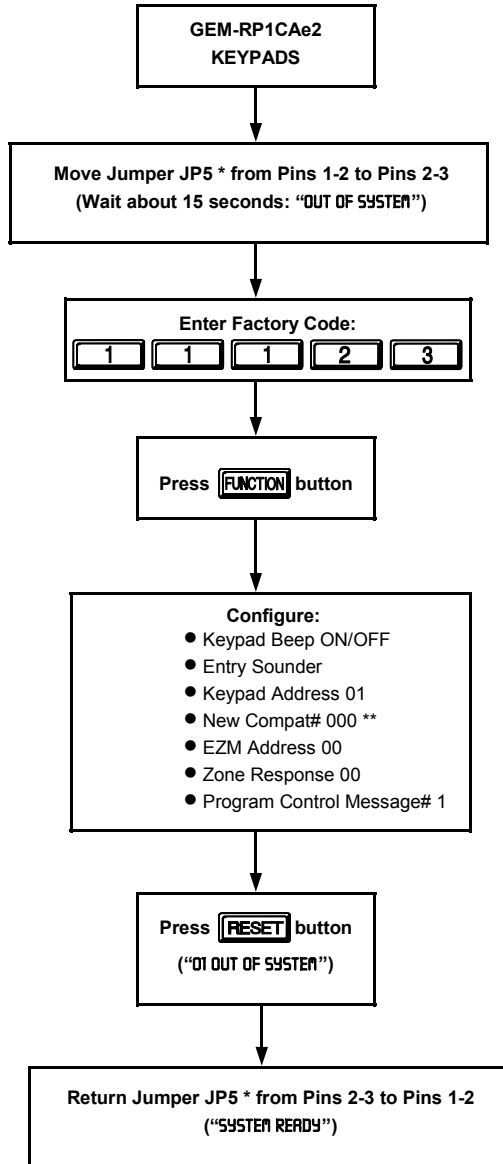 GEM-RP1CAe2
KEYPADS
Move Jumper JP5 * from Pins 1-2 to Pins 2-3
(Wait about 15 seconds: “OUT OF SYSTEM”)
Enter Factory Code:
1 1 1 2 3
Press FUNCTION button
Configure:
● Keypad Beep ON/OFF
● Entry Sounder
● Keypad Address 01
● New Compat# 000 **
● EZM Address 00
● Zone Response 00
● Program Control Message# 1
Press RESET button
(“01 OUT OF SYSTEM”)
Return Jumper JP5 * from Pins 2-3 to Pins 1-2
(“SYSTEM READY”)